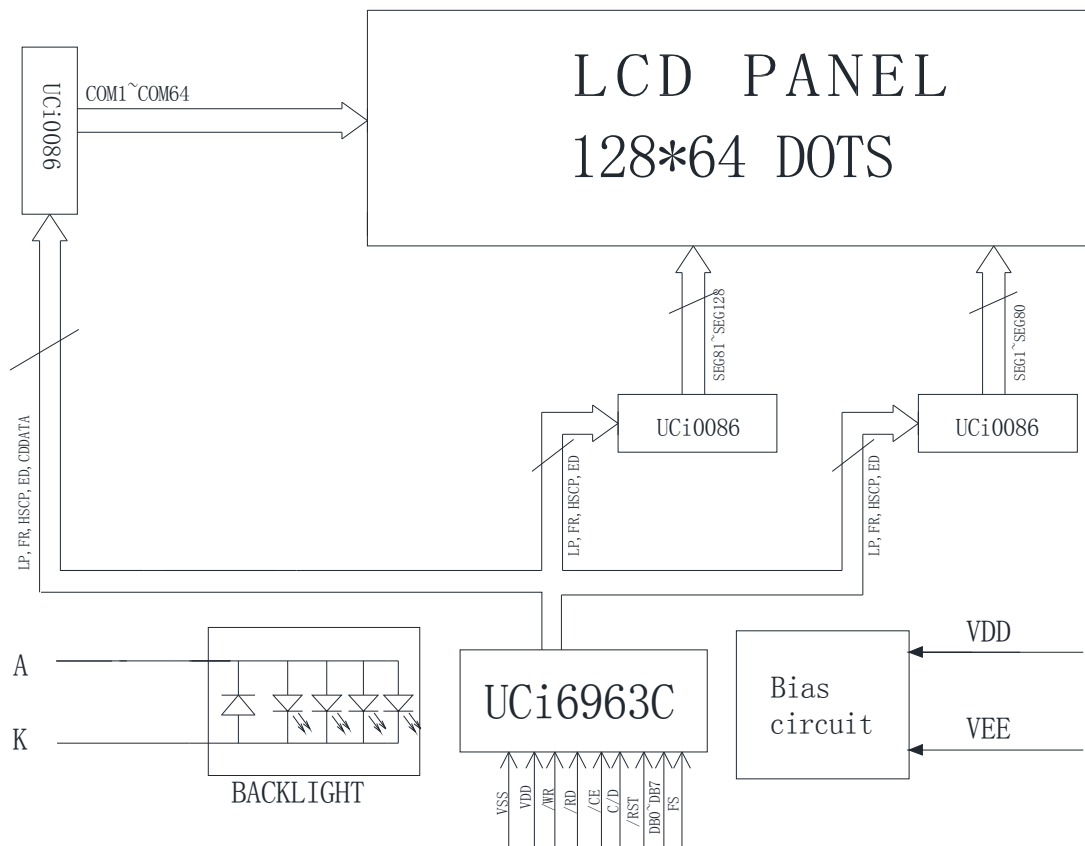 LCD PANEL
128*64 DOTS
UCi0086
COM1~COM64
SEG81~SEG128
SEG1~SEG80
UCi0086
UCi0086
LP, FR, HSCP, ED, CDDATA
LP, FR, HSCP, ED
LP, FR, HSCP, ED
A
K
BACKLIGHT
UCi6963C
VSS
VDD
/WR
/RD
/CE
C/D
/RST
DB0~DB7
FS
Bias
circuit
VDD
VEE